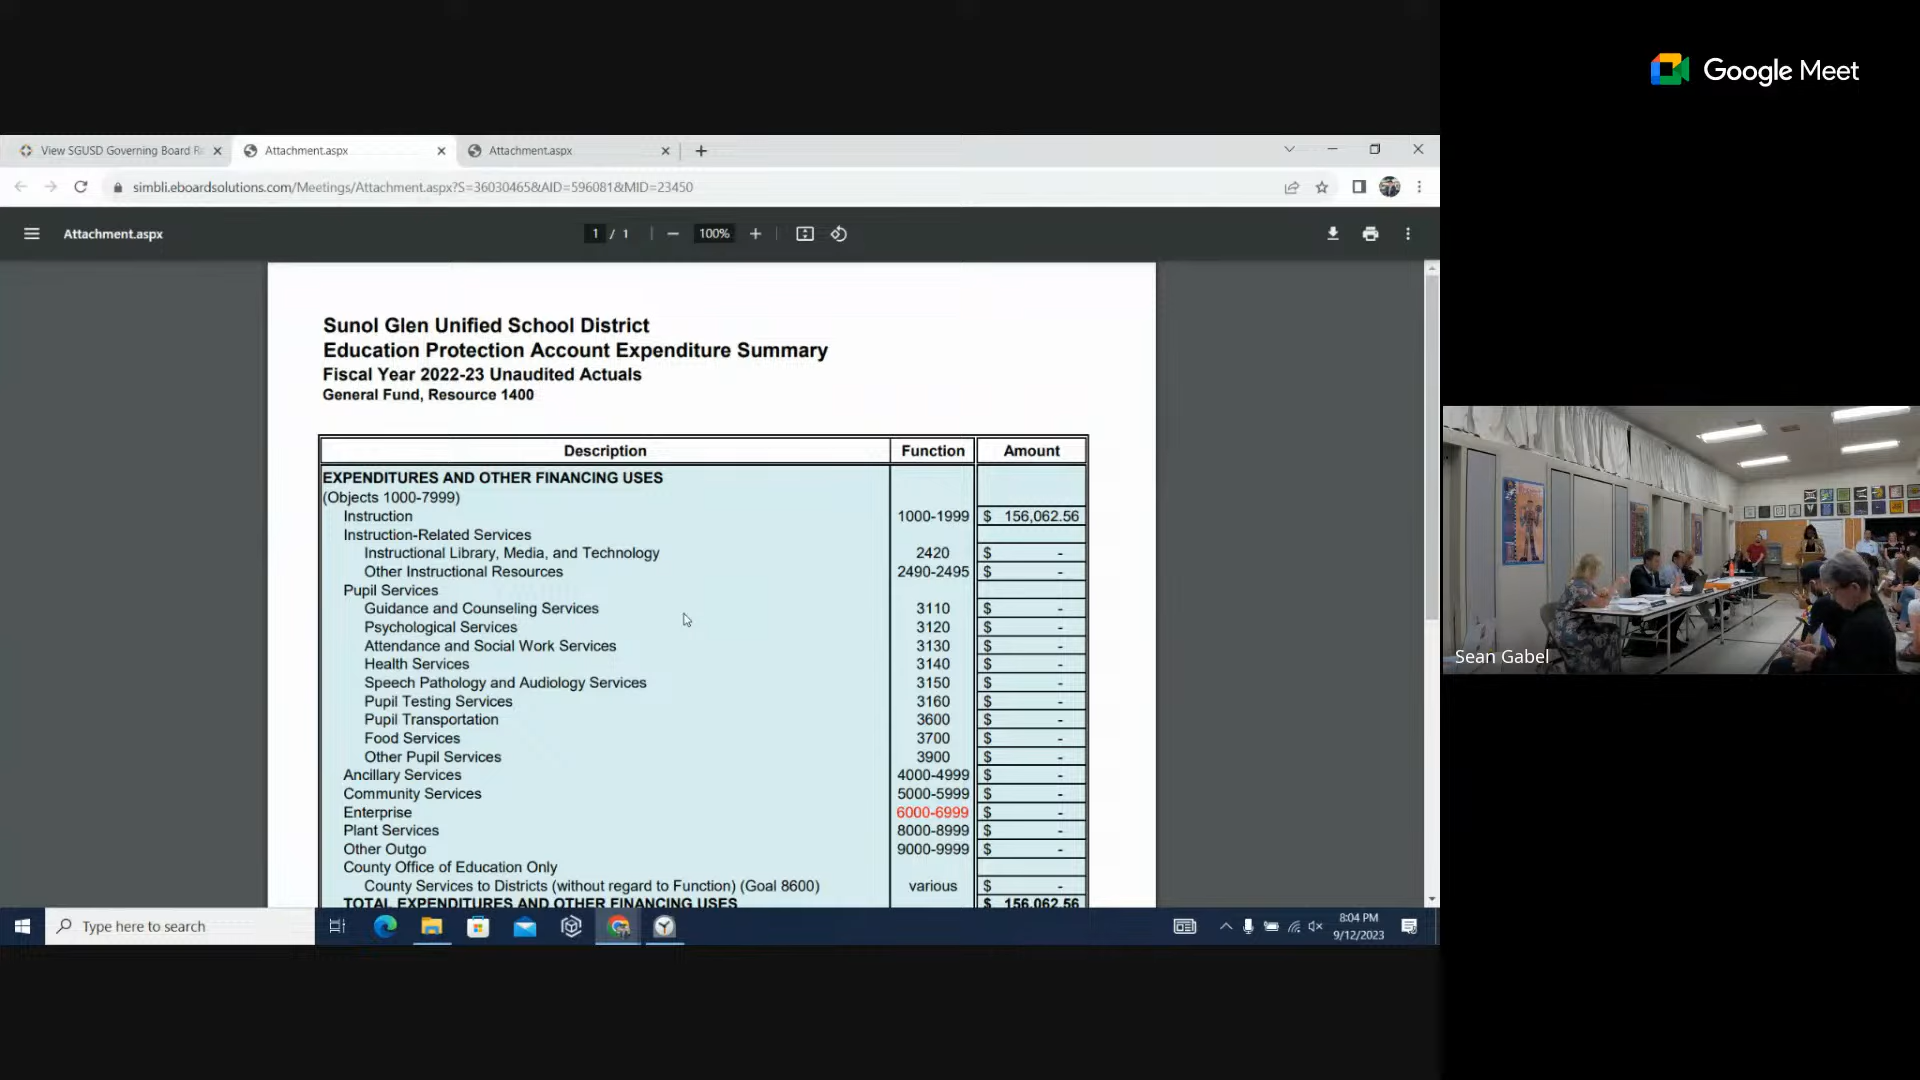 Google Meet
View SGUSD Governing Board R
Attachment.aspx
Attachment.aspx
simbli.eboardsolutions.com/Meetings/Attachment.aspx?S=36030465&AID=596081&MID=23450
Attachment.aspx
1 / 1
100%
Sunol Glen Unified School District
Education Protection Account Expenditure Summary
Fiscal Year 2022-23 Unaudited Actuals
General Fund, Resource 1400
Description Function Amount
EXPENDITURES AND OTHER FINANCING USES
(Objects 1000-7999)
Instruction 1000-1999 $ 156,062.56
Instruction-Related Services
Instructional Library, Media, and Technology 2420 $ -
Other Instructional Resources 2490-2495 $ -
Pupil Services
Guidance and Counseling Services 3110 $ -
Psychological Services 3120 $ -
Attendance and Social Work Services 3130 $ -
Health Services 3140 $ -
Speech Pathology and Audiology Services 3150 $ -
Pupil Testing Services 3160 $ -
Pupil Transportation 3600 $ -
Food Services 3700 $ -
Other Pupil Services 3900 $ -
Ancillary Services 4000-4999 $ -
Community Services 5000-5999 $ -
Enterprise 6000-6999 $ -
Plant Services 8000-8999 $ -
Other Outgo 9000-9999 $ -
County Office of Education Only
County Services to Districts (without regard to Function) (Goal 8600) various $ -
TOTAL EXPENDITURES AND OTHER FINANCING USES $ 156,062.56
Type here to search
8:04 PM
9/12/2023
Sean Gabel